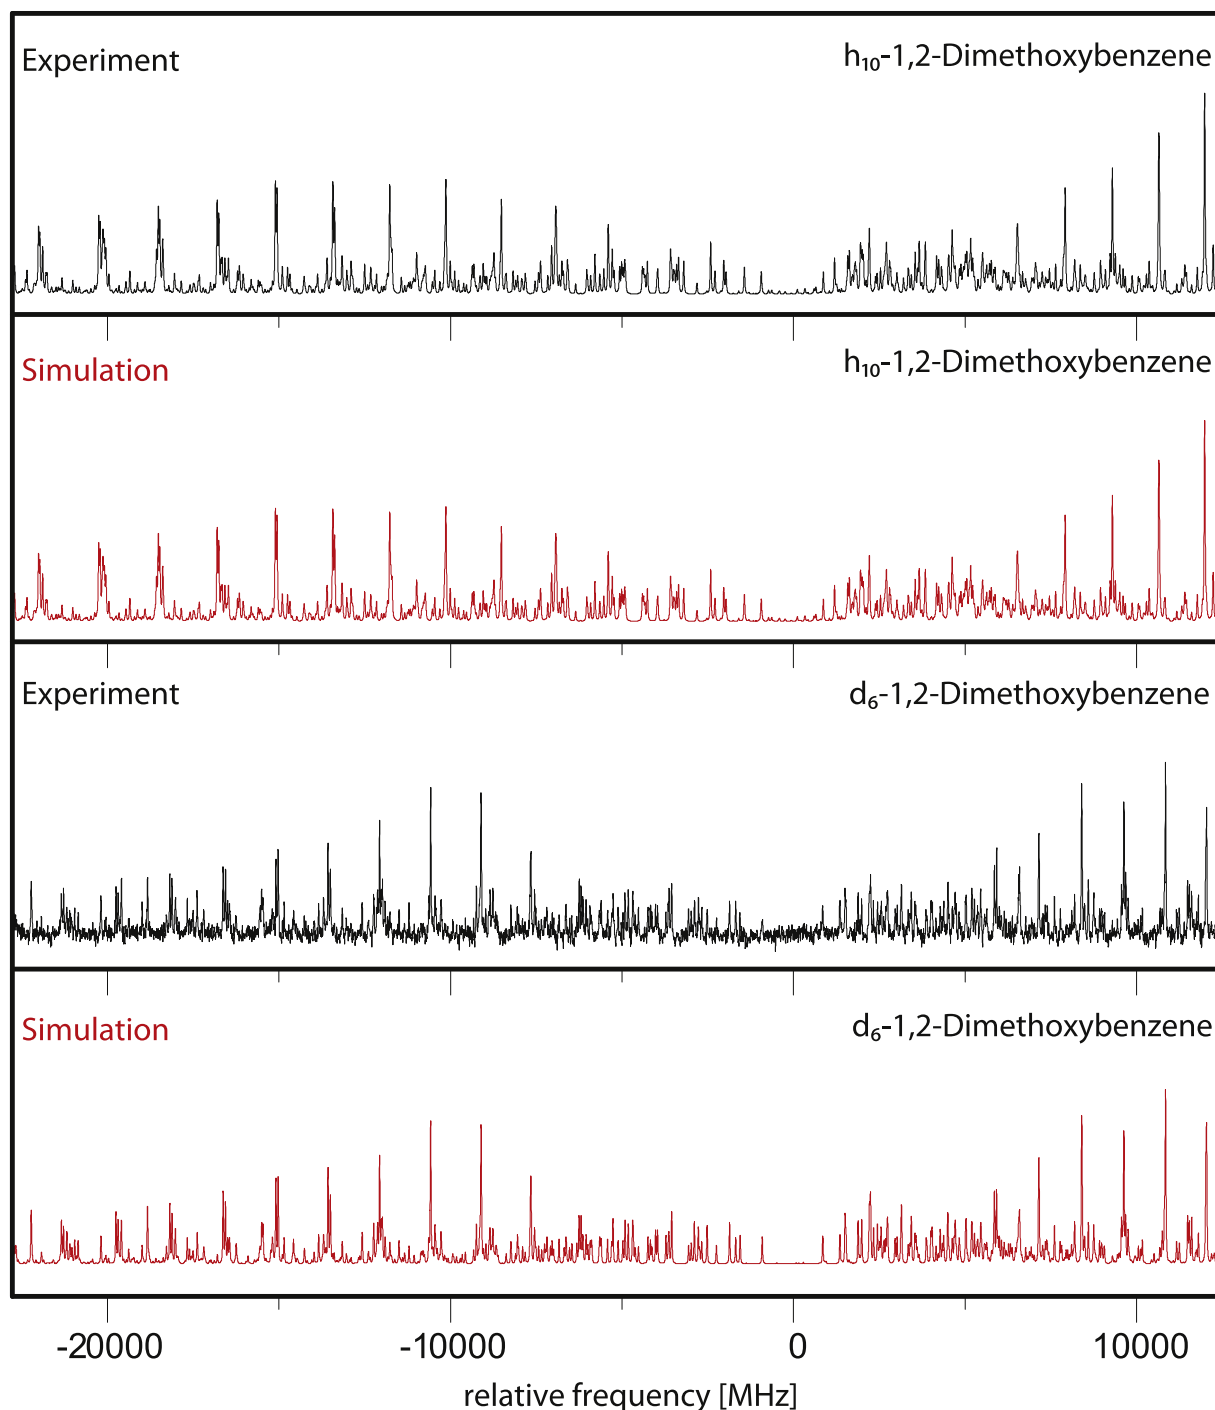 Experiment h₁₀-1,2-Dimethoxybenzene
Simulation h₁₀-1,2-Dimethoxybenzene
Experiment d₆-1,2-Dimethoxybenzene
Simulation d₆-1,2-Dimethoxybenzene
-20000 -10000 0 10000
relative frequency [MHz]